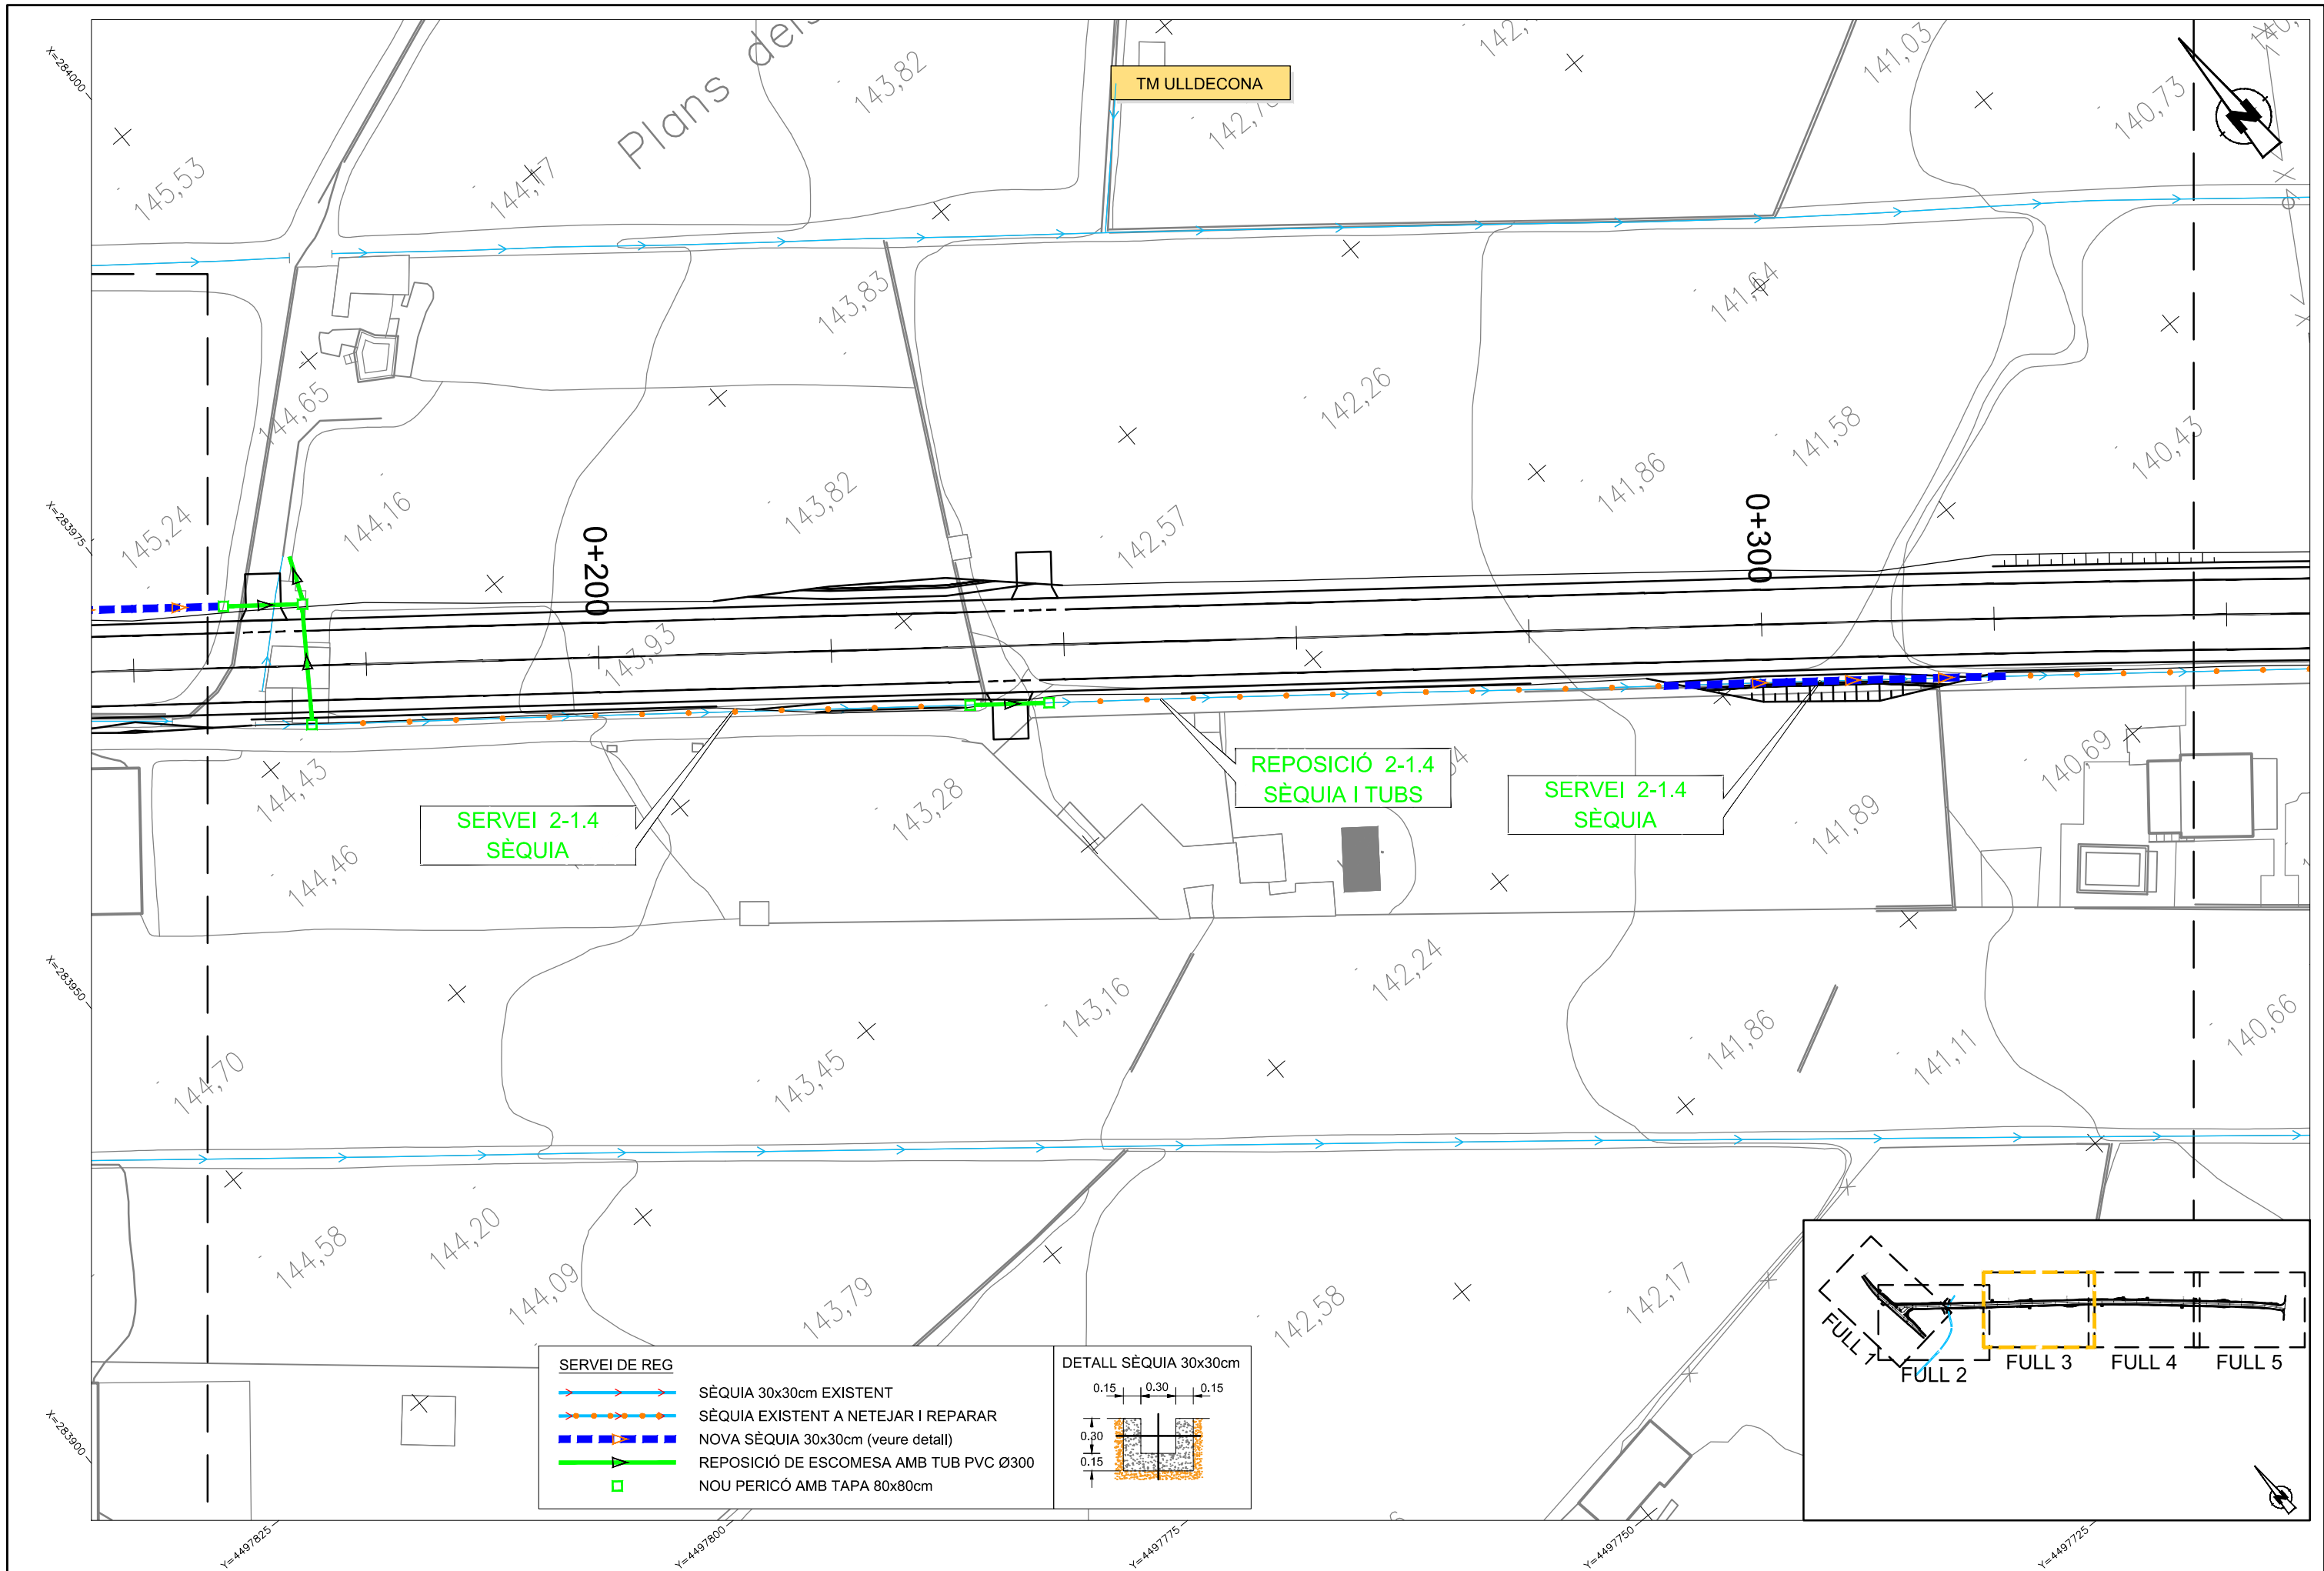 X=284000
X=283975
X=283950
X=283900
Plans dels
TM ULLDECONA
143,82
141,03
140,73
145,53
144,17
N
143,83
141,64
144,65
142,26
141,58
140,43
145,24
144,16
143,82
142,57
141,86
0+200
0+300
143,93
REPOSICIÓ 2-1.4
SÈQUIA I TUBS
SERVEI 2-1.4
SÈQUIA
SERVEI 2-1.4
SÈQUIA
144,43
143,28
141,89
140,69
144,46
142,24
143,16
141,86
141,11
140,66
144,70
143,45
144,58
144,20
144,09
143,79
142,58
142,17
SERVEI DE REG
SÈQUIA 30x30cm EXISTENT
SÈQUIA EXISTENT A NETEJAR I REPARAR
NOVA SÈQUIA 30x30cm (veure detall)
REPOSICIÓ DE ESCOMESA AMB TUB PVC Ø300
NOU PERICÓ AMB TAPA 80x80cm
DETALL SÈQUIA 30x30cm
0.15 0.30 0.15
0.30
0.15
FULL 1
FULL 2
FULL 3
FULL 4
FULL 5
Y=4497825
Y=4497800
Y=4497775
Y=4497750
Y=4497725